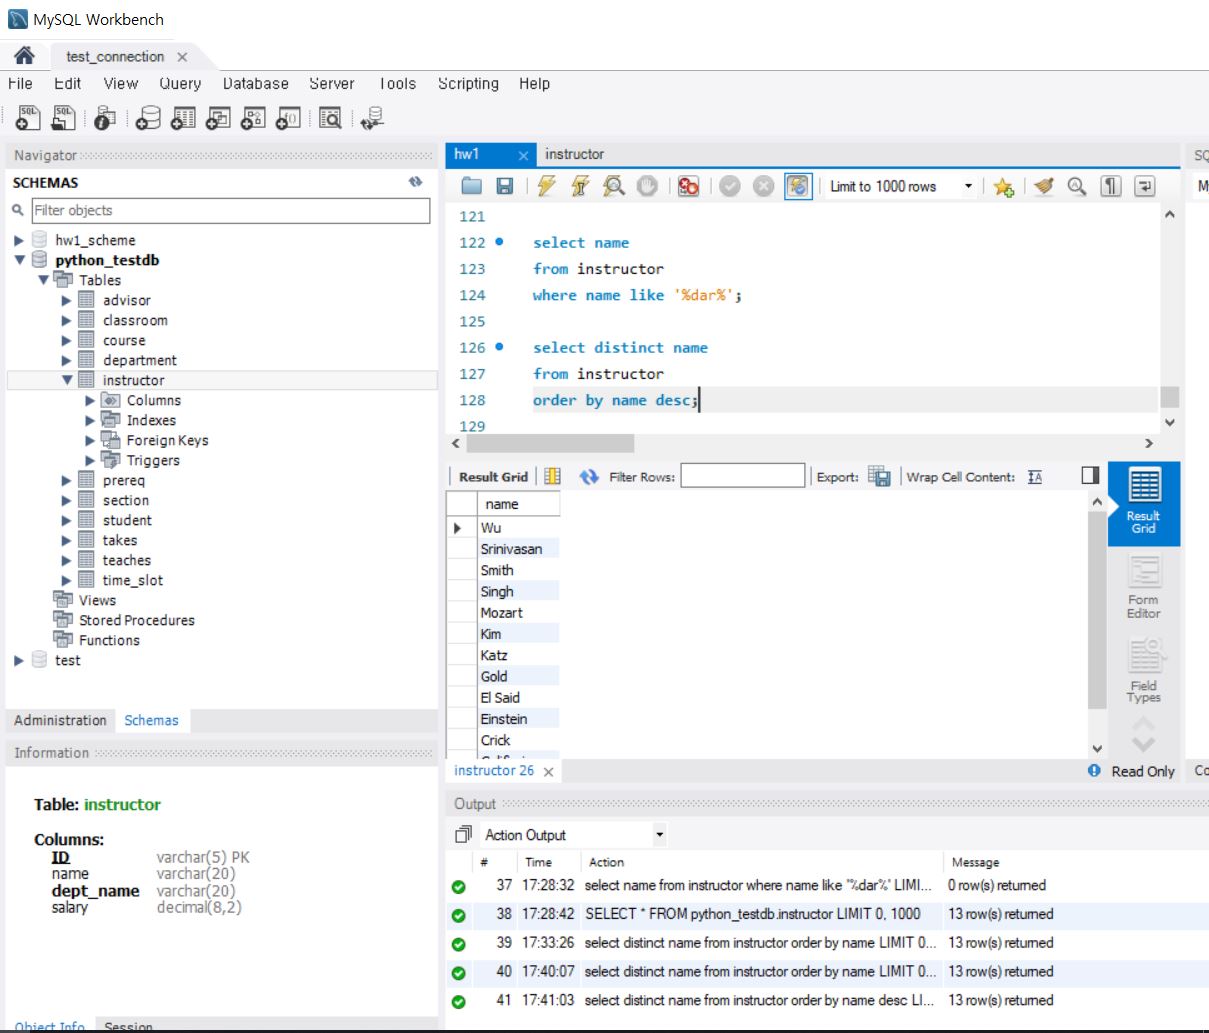 MySQL Workbench
test_connection
File Edit View Query Database Server Tools Scripting Help
Navigator
SCHEMAS
Filter objects
hw1_scheme
python_testdb
Tables
advisor
classroom
course
department
instructor
Columns
Indexes
Foreign Keys
Triggers
prereq
section
student
takes
teaches
time_slot
Views
Stored Procedures
Functions
test
Administration Schemas
Information
Table: instructor
Columns:
ID varchar(5) PK
name varchar(20)
dept_name varchar(20)
salary decimal(8,2)
Object Info Session
hw1 instructor
Limit to 1000 rows
121
122 select name
123 from instructor
124 where name like '%dar%';
125
126 select distinct name
127 from instructor
128 order by name desc;
129
Result Grid Filter Rows: Export: Wrap Cell Content:
name
Wu
Srinivasan
Smith
Singh
Mozart
Kim
Katz
Gold
El Said
Einstein
Crick
Result Grid
Form Editor
Field Types
instructor 26
Read Only
Output
Action Output
# Time Action Message
37 17:28:32 select name from instructor where name like '%dar%' LIMI... 0 row(s) returned
38 17:28:42 SELECT * FROM python_testdb.instructor LIMIT 0, 1000 13 row(s) returned
39 17:33:26 select distinct name from instructor order by name LIMIT 0... 13 row(s) returned
40 17:40:07 select distinct name from instructor order by name LIMIT 0... 13 row(s) returned
41 17:41:03 select distinct name from instructor order by name desc LI... 13 row(s) returned